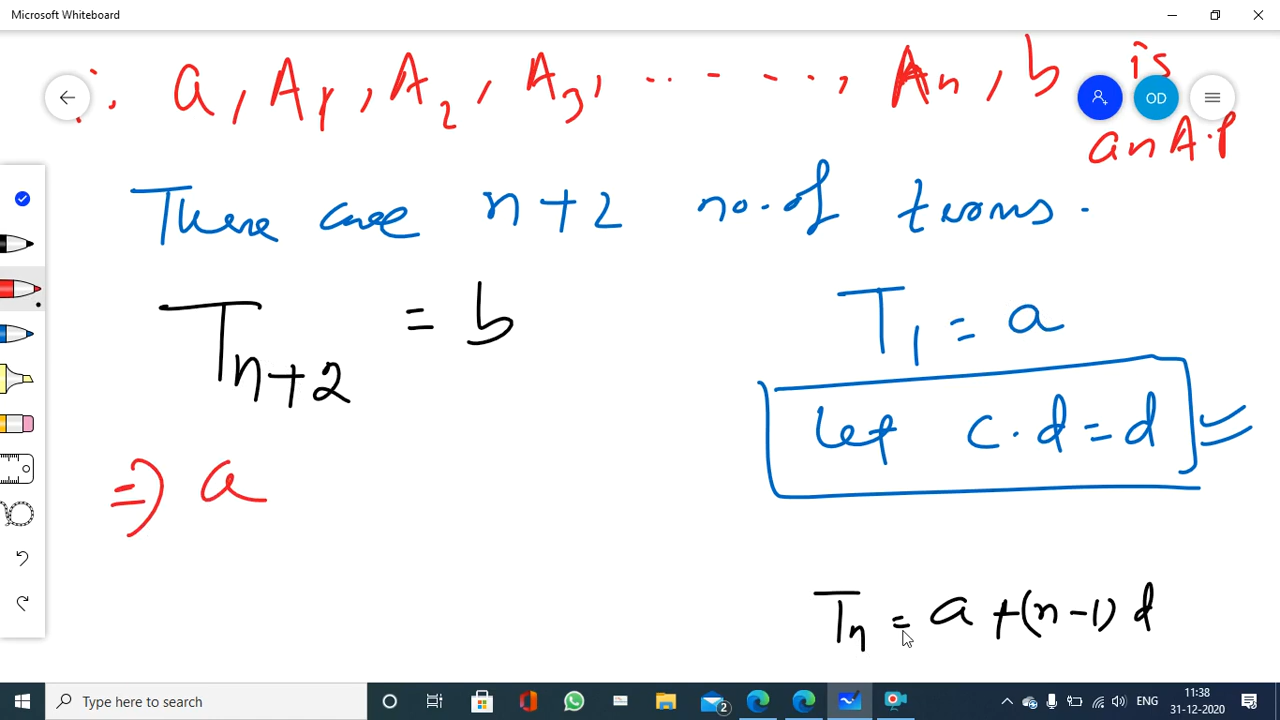 Microsoft Whiteboard
∴ a, A1, A2, A3, ......, An, b is
an A.P
OD
There are n+2 no. of terms.
Tn+2 = b
T1 = a
let c.d = d
⇒ a
Tn = a + (n-1) d
Type here to search
2
ENG
11:38
31-12-2020